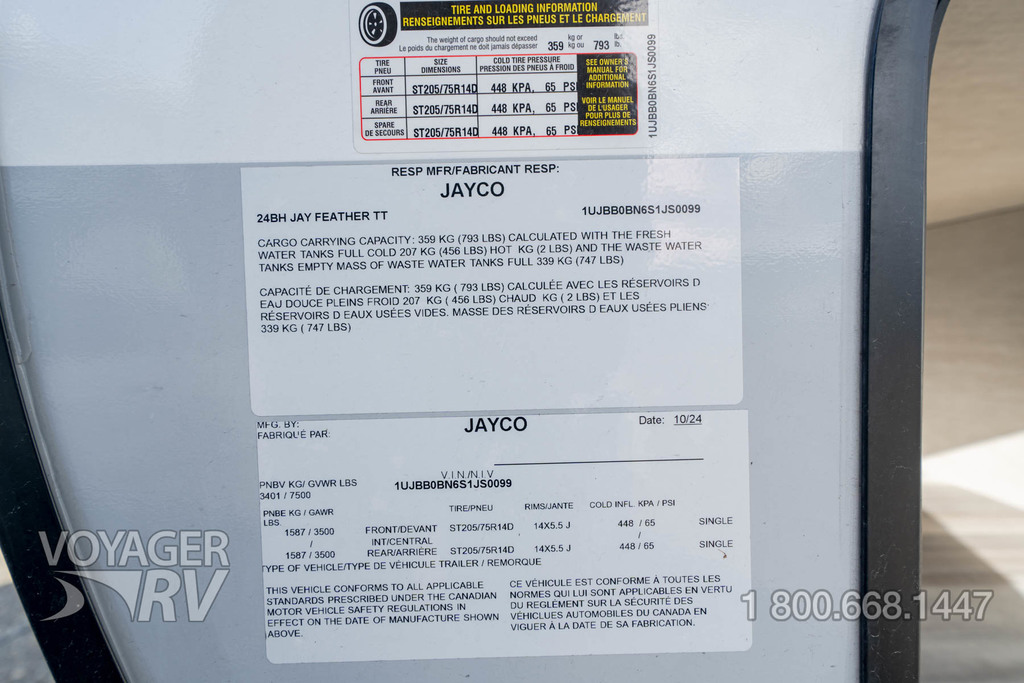 TIRE AND LOADING INFORMATION
RENSEIGNEMENTS SUR LES PNEUS ET LE CHARGEMENT
The weight of cargo should not exceed 359 kg or 793 lbs.
Le poids du chargement ne doit jamais dépasser kg ou lb.
TIRE PNEU SIZE DIMENSIONS COLD TIRE PRESSURE PRESSION DES PNEUS À FROID
FRONT AVANT ST205/75R14D 448 KPA, 65 PSI
REAR ARRIÈRE ST205/75R14D 448 KPA, 65 PS
SPARE DE SECOURS ST205/75R14D 448 KPA, 65 PS
SEE OWNER'S
MANUAL FOR
ADDITIONAL
INFORMATION
VOIR LE MANUEL
DE L'USAGER
POUR PLUS DE
RENSEIGNEMENTS
1UJBB0BN6S1JS0099
RESP MFR/FABRICANT RESP:
JAYCO
24BH JAY FEATHER TT 1UJBB0BN6S1JS0099
CARGO CARRYING CAPACITY: 359 KG (793 LBS) CALCULATED WITH THE FRESH
WATER TANKS FULL COLD 207 KG (456 LBS) HOT KG (2 LBS) AND THE WASTE WATER
TANKS EMPTY MASS OF WASTE WATER TANKS FULL 339 KG (747 LBS)
CAPACITÉ DE CHARGEMENT: 359 KG ( 793 LBS) CALCULÉE AVEC LES RÉSERVOIRS D
EAU DOUCE PLEINS FROID 207 KG ( 456 LBS) CHAUD KG ( 2 LBS) ET LES
RÉSERVOIRS D EAUX USÉES VIDES. MASSE DES RÉSERVOIRS D EAUX USÉES PLIENS
339 KG ( 747 LBS)
MFG. BY: JAYCO Date: 10/24
FABRIQUÉ PAR:
V.I.N/N.I.V
PNBV KG/ GVWR LBS 1UJBB0BN6S1JS0099
3401 / 7500
TIRE/PNEU RIMS/JANTE COLD INFL. KPA / PSI
PNBE KG / GAWR
LBS.
1587 / 3500 FRONT/DEVANT ST205/75R14D 14X5.5 J 448 / 65 SINGLE
/ INT/CENTRAL /
1587 / 3500 REAR/ARRIÈRE ST205/75R14D 14X5.5 J 448 / 65 SINGLE
TYPE OF VEHICLE/TYPE DE VÉHICULE TRAILER / REMORQUE
THIS VEHICLE CONFORMS TO ALL APPLICABLE
STANDARDS PRESCRIBED UNDER THE CANADIAN
MOTOR VEHICLE SAFETY REGULATIONS IN
EFFECT ON THE DATE OF MANUFACTURE SHOWN
ABOVE.
CE VÉHICULE EST CONFORME À TOUTES LES
NORMES QUI LUI SONT APPLICABLES EN VERTU
DU REGLÉMENT SUR LA SÉCURITÉ DES
VÉHICLUES AUTOMOBILES DU CANADA EN
VIGUER À LA DATE DE SA FABRICATION.
VOYAGER
RV
1 800.668.1447